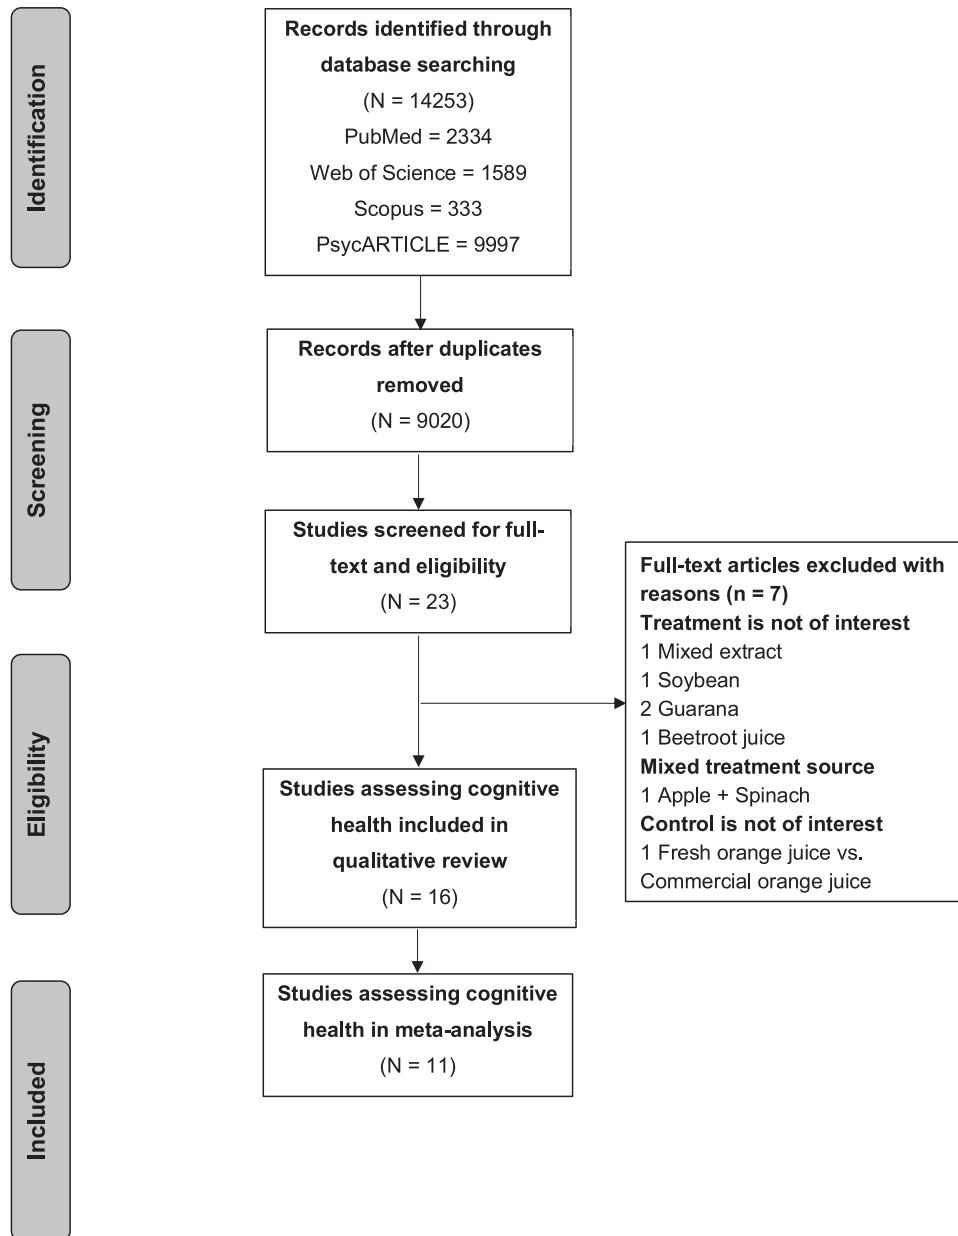 Identification
Records identified through
database searching
(N = 14253)
PubMed = 2334
Web of Science = 1589
Scopus = 333
PsycARTICLE = 9997
Screening
Records after duplicates
removed
(N = 9020)
Studies screened for full-
text and eligibility
(N = 23)
Full-text articles excluded with
reasons (n = 7)
Treatment is not of interest
1 Mixed extract
1 Soybean
2 Guarana
1 Beetroot juice
Mixed treatment source
1 Apple + Spinach
Control is not of interest
1 Fresh orange juice vs.
Commercial orange juice
Eligibility
Studies assessing cognitive
health included in
qualitative review
(N = 16)
Included
Studies assessing cognitive
health in meta-analysis
(N = 11)